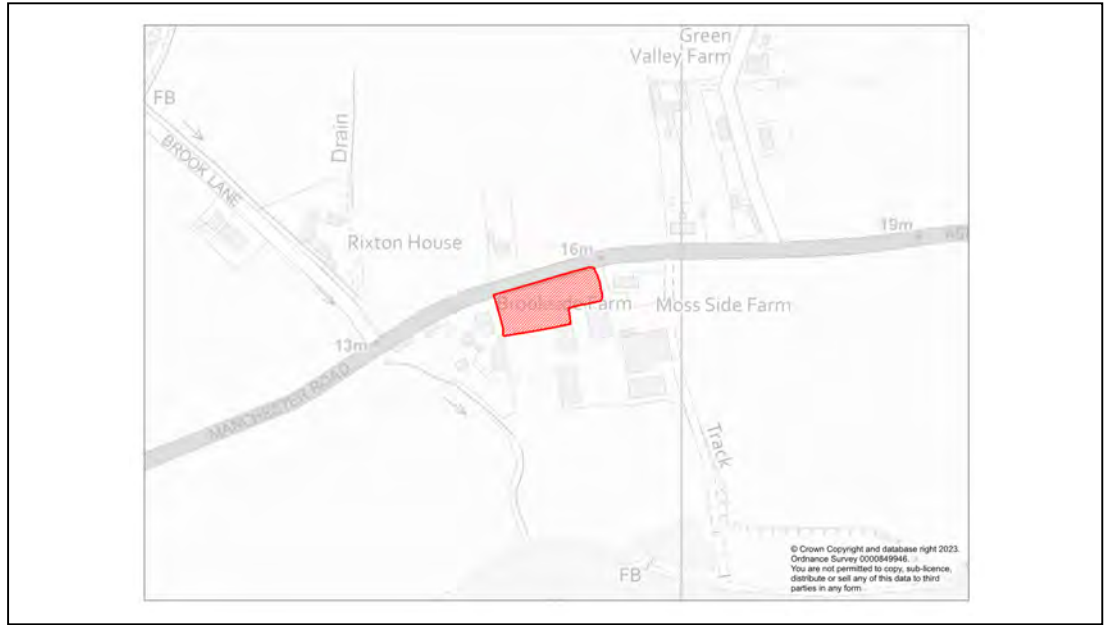 Green
Valley Farm
FB
BROOK LANE
Drain
Rixton House
16m
19m
Brookside Farm
Moss Side Farm
13m
MANCHESTER ROAD
Track
FB
© Crown Copyright and database right 2023.
Ordnance Survey 0000849946.
You are not permitted to copy, sub-licence,
distribute or sell any of this data to third
parties in any form